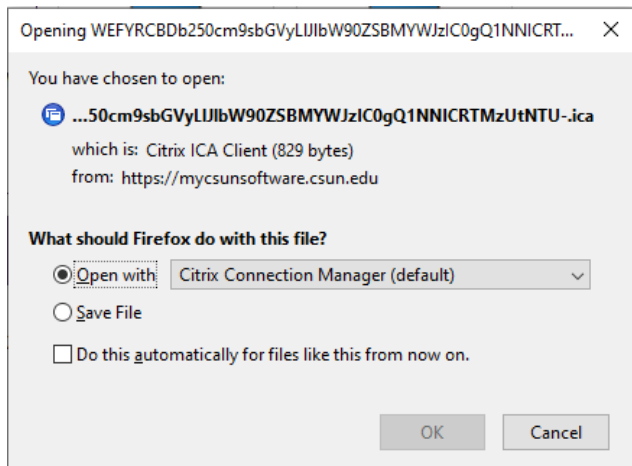 Opening WEFYRCBDb250cm9sbGVyLlJlbW90ZSBMYWJzIC0gQ1NNICRT...
You have chosen to open:
...50cm9sbGVyLlJlbW90ZSBMYWJzIC0gQ1NNICRTMzUtNTU-.ica
which is: Citrix ICA Client (829 bytes)
from: https://mycsunsoftware.csun.edu
What should Firefox do with this file?
Open with Citrix Connection Manager (default)
Save File
Do this automatically for files like this from now on.
OK Cancel